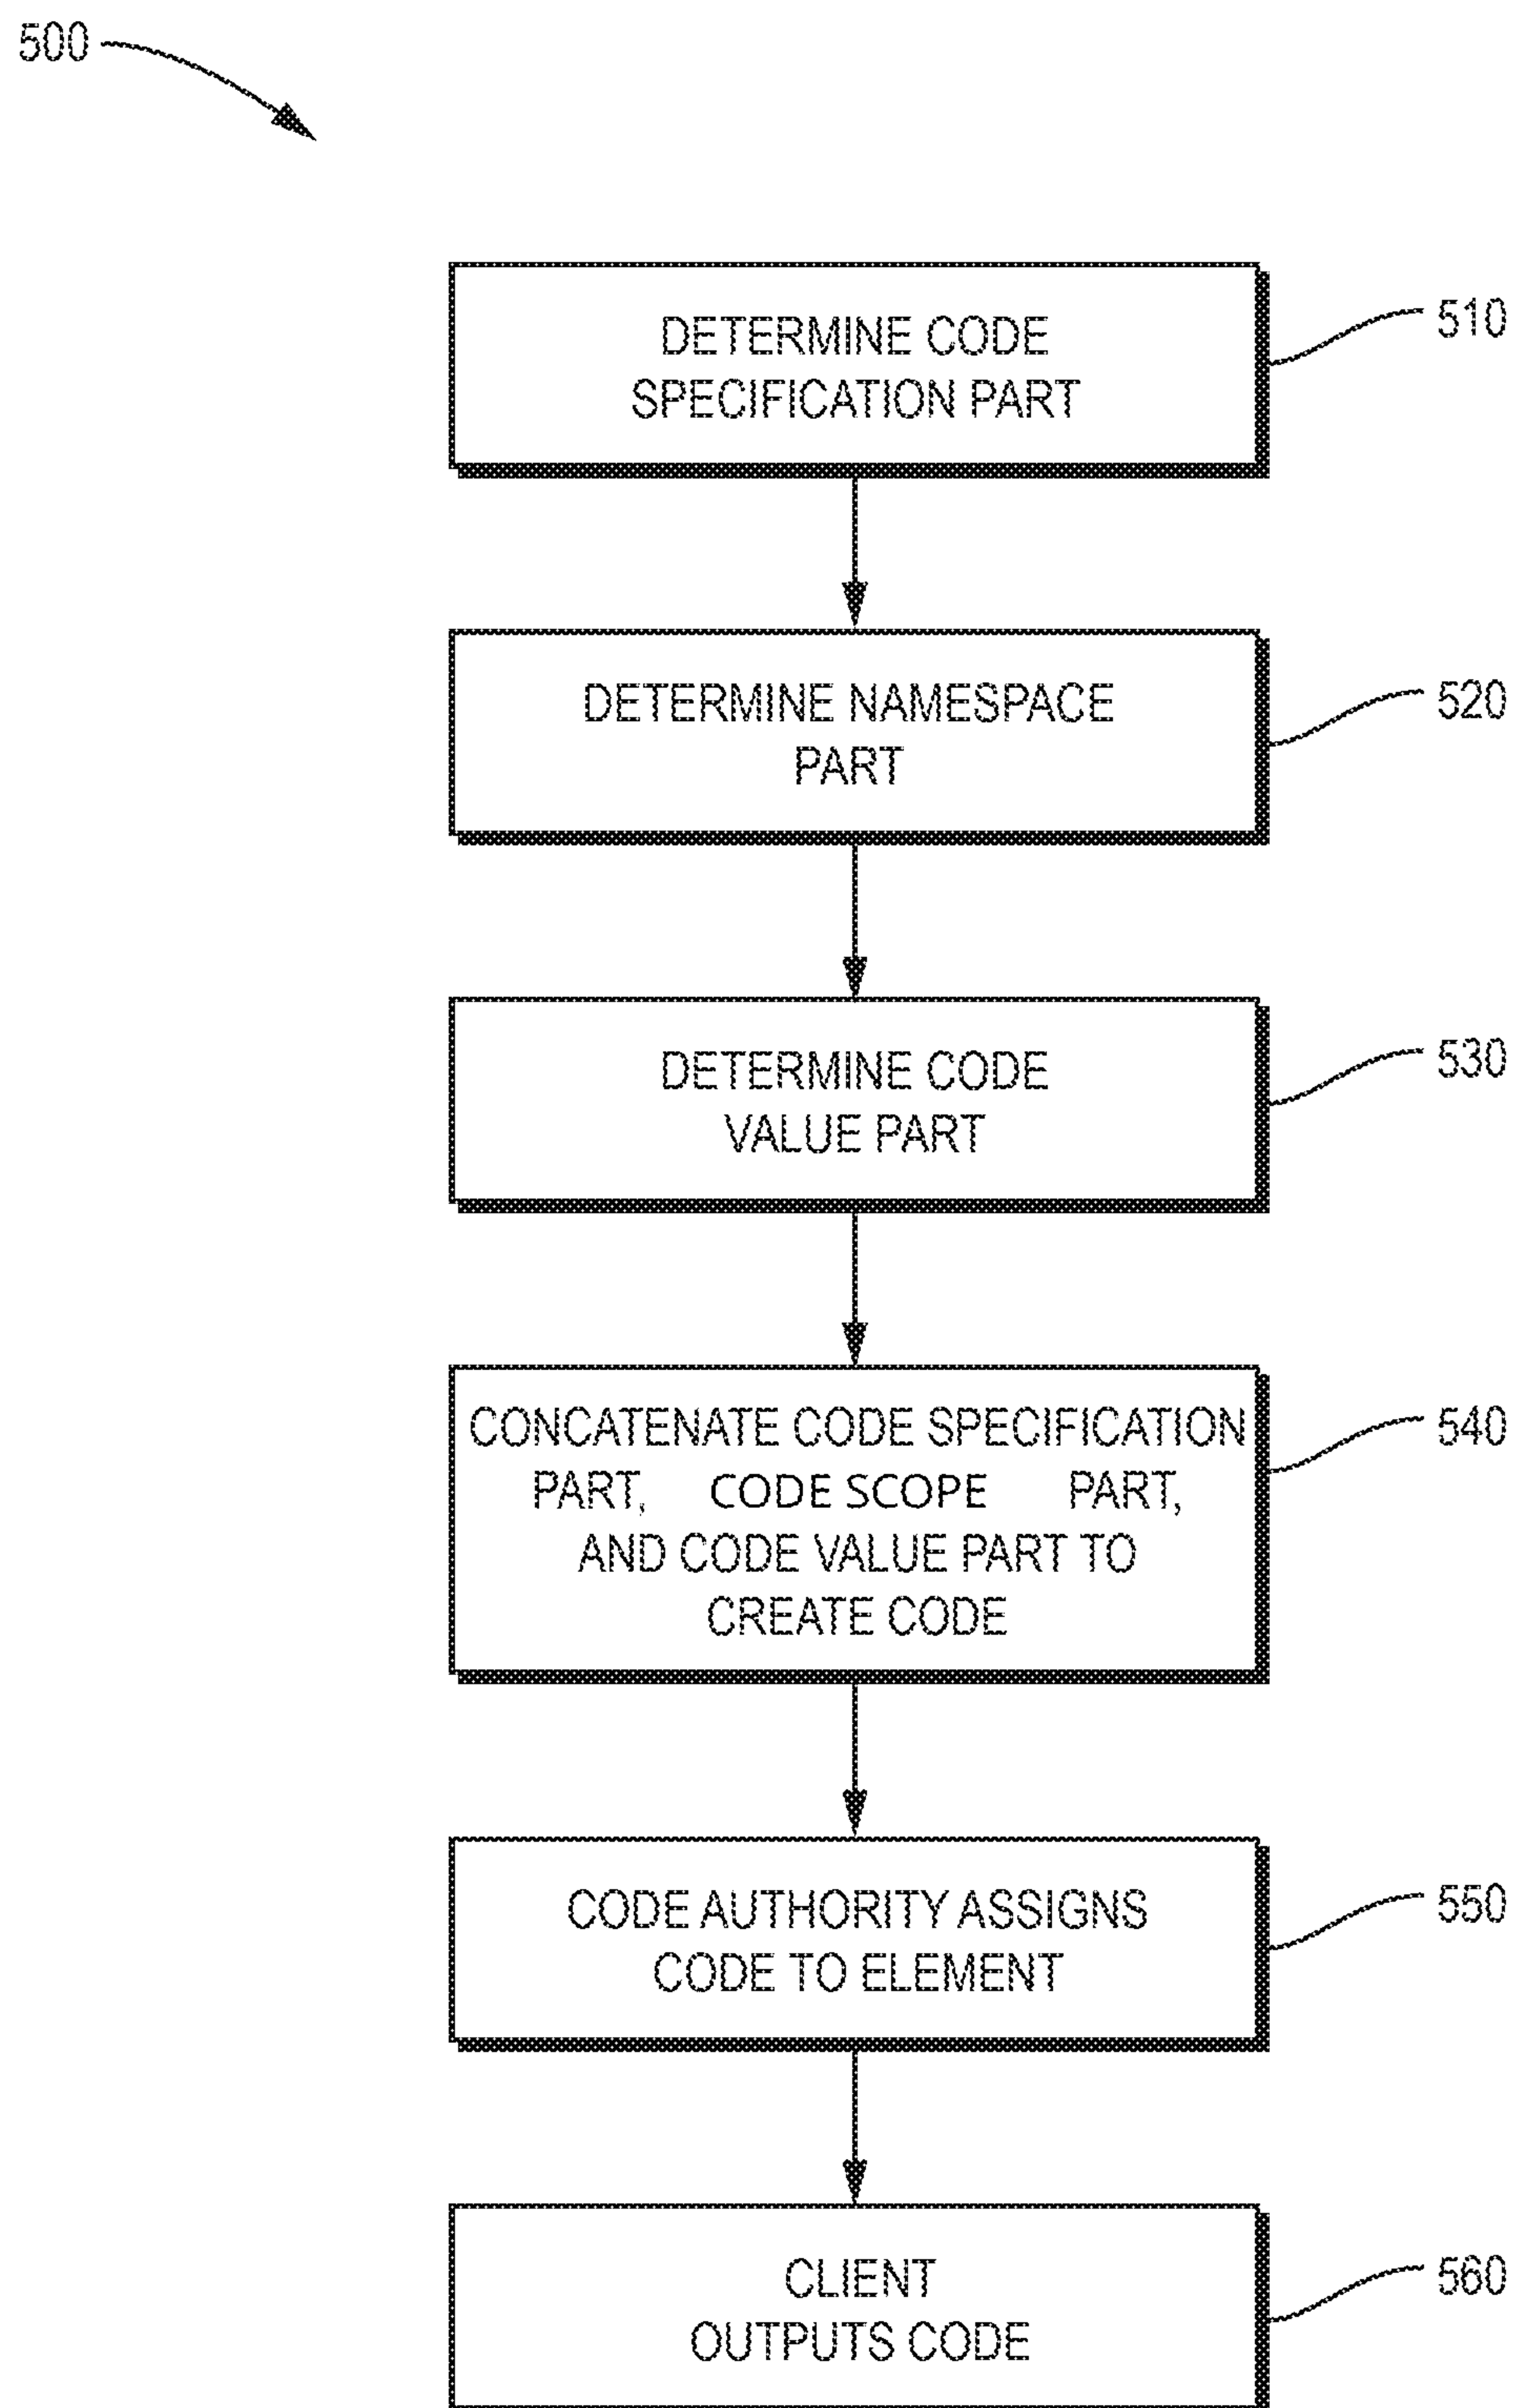 500
DETERMINE CODE
SPECIFICATION PART
510
DETERMINE NAMESPACE
PART
520
DETERMINE CODE
VALUE PART
530
CONCATENATE CODE SPECIFICATION
PART, CODE SCOPE PART,
AND CODE VALUE PART TO
CREATE CODE
540
CODE AUTHORITY ASSIGNS
CODE TO ELEMENT
550
CLIENT
OUTPUTS CODE
560